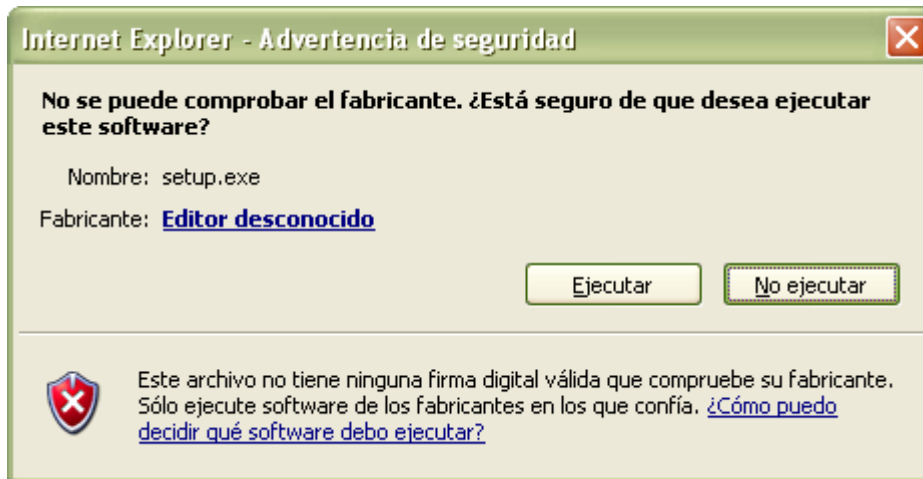 Internet Explorer - Advertencia de seguridad
No se puede comprobar el fabricante. ¿Está seguro de que desea ejecutar
este software?
Nombre: setup.exe
Fabricante: Editor desconocido
Ejecutar No ejecutar
Este archivo no tiene ninguna firma digital válida que compruebe su fabricante.
Sólo ejecute software de los fabricantes en los que confía. ¿Cómo puedo
decidir qué software debo ejecutar?